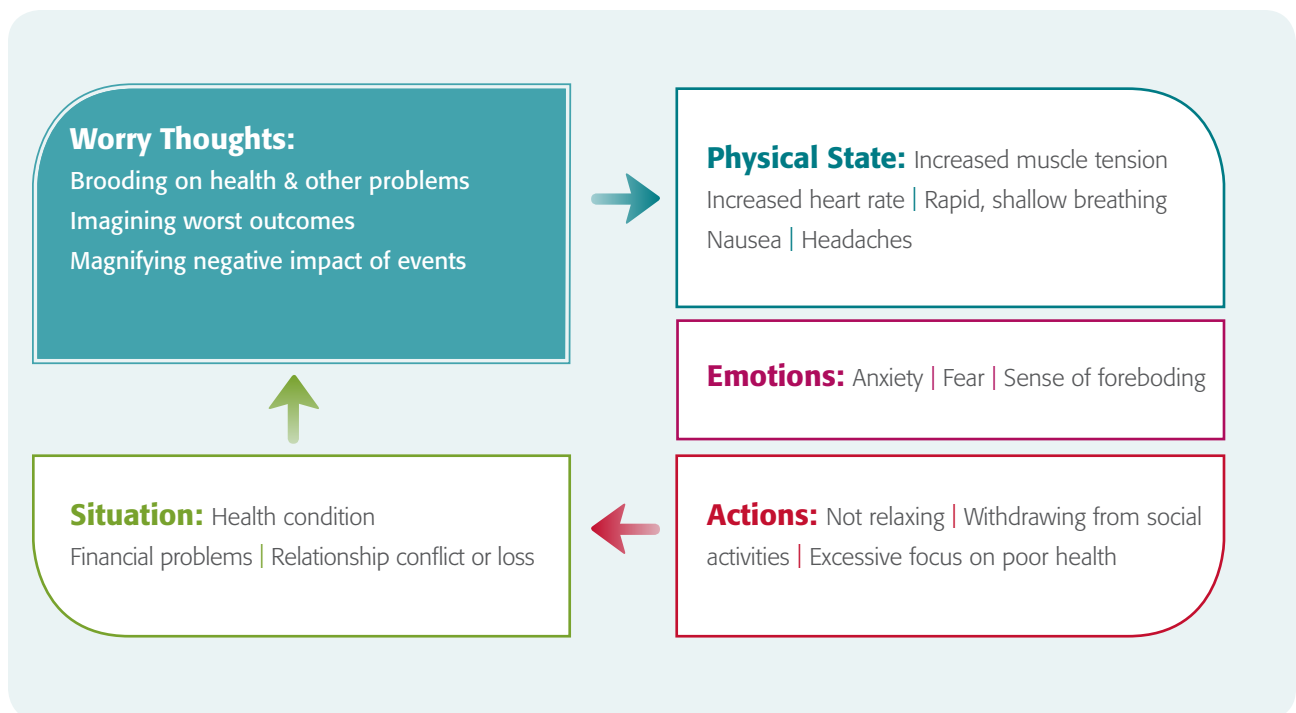 Worry Thoughts:
Brooding on health & other problems
Imagining worst outcomes
Magnifying negative impact of events
Physical State: Increased muscle tension
Increased heart rate | Rapid, shallow breathing
Nausea | Headaches
Emotions: Anxiety | Fear | Sense of foreboding
Situation: Health condition
Financial problems | Relationship conflict or loss
Actions: Not relaxing | Withdrawing from social
activities | Excessive focus on poor health